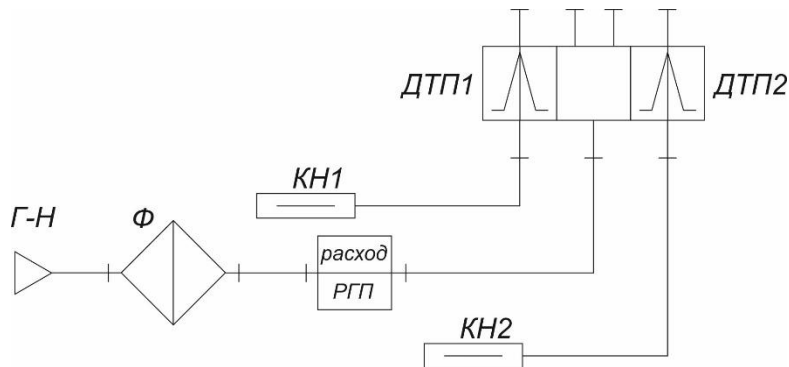 ДТП1
ДТП2
КН1
Г-Н
Ф
расход
РГП
КН2